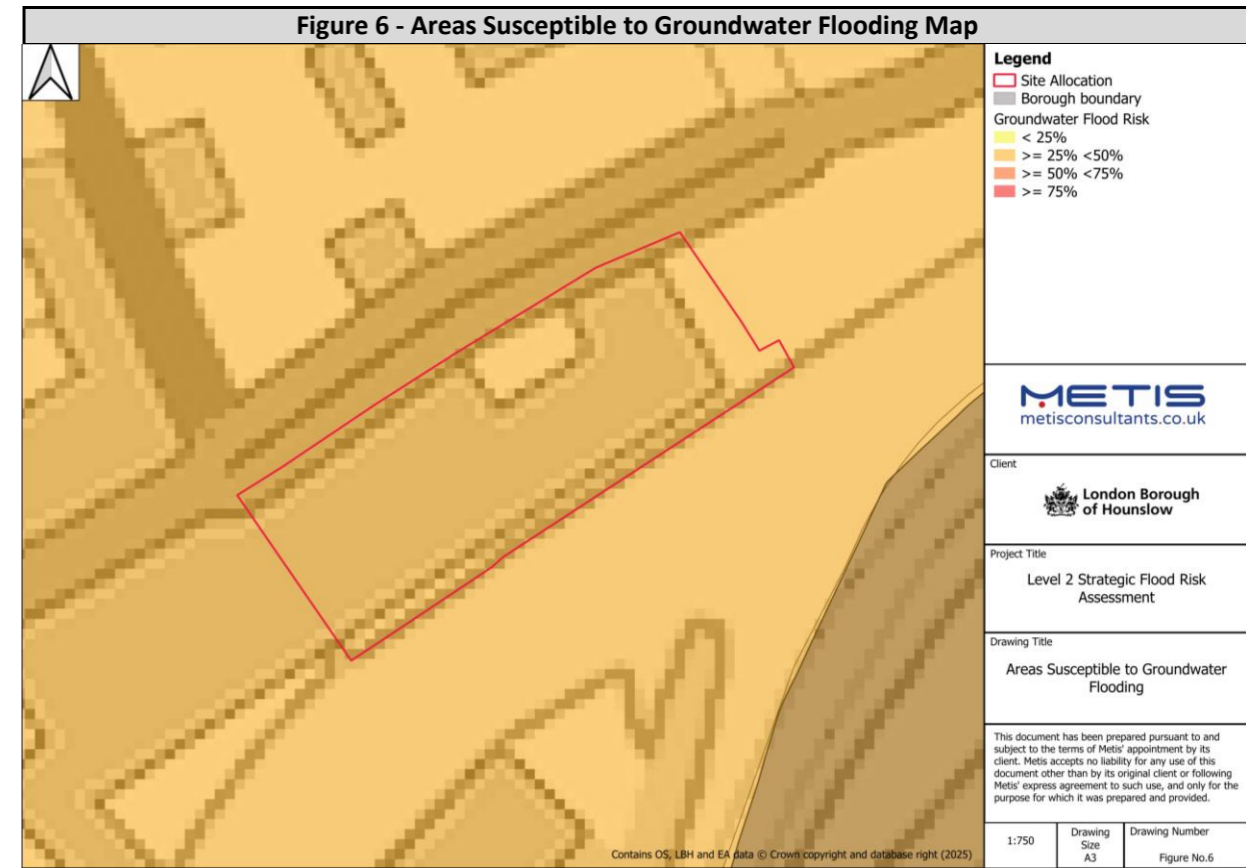 Figure 6 - Areas Susceptible to Groundwater Flooding Map
Legend
Site Allocation
Borough boundary
Groundwater Flood Risk
< 25%
>= 25% <50%
>= 50% <75%
>= 75%
METIS
metisconsultants.co.uk
Client
London Borough
of Hounslow
Project Title
Level 2 Strategic Flood Risk
Assessment
Drawing Title
Areas Susceptible to Groundwater
Flooding
This document has been prepared pursuant to and
subject to the terms of Metis' appointment by its
client. Metis accepts no liability for any use of this
document other than by its original client or following
Metis' express agreement to such use, and only for the
purpose for which it was prepared and provided.
1:750
Drawing
Size
A3
Drawing Number
Figure No.6
Contains OS, LBH and EA data © Crown copyright and database right (2025)